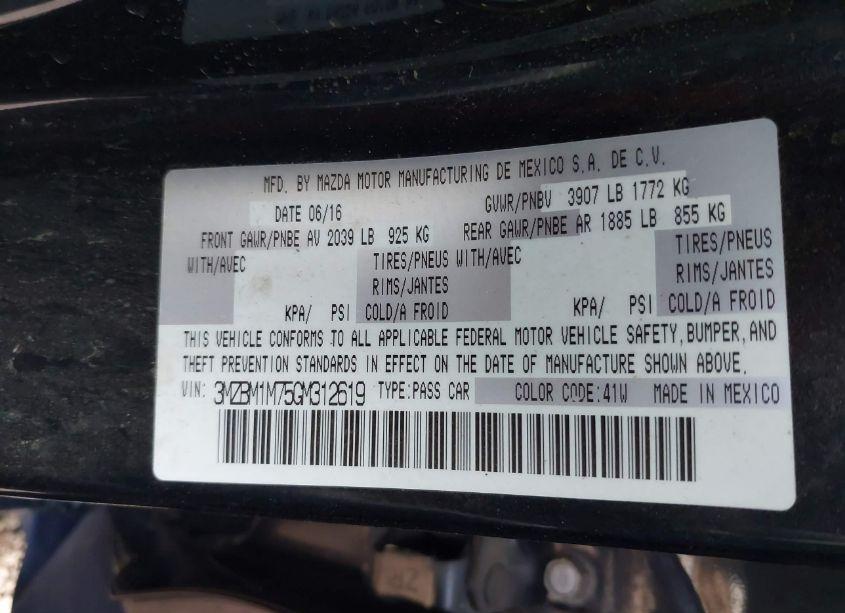 MFD. BY MAZDA MOTOR MANUFACTURING DE MEXICO S.A. DE C.V.
DATE 06/16 GVWR/PNBV 3907 LB 1772 KG
FRONT GAWR/PNBE AV 2039 LB 925 KG REAR GAWR/PNBE AR 1885 LB 855 KG
WITH/AVEC TIRES/PNEUS WITH/AVEC TIRES/PNEUS
RIMS/JANTES RIMS/JANTES
KPA/ PSI COLD/A FROID KPA/ PSI COLD/A FROID
THIS VEHICLE CONFORMS TO ALL APPLICABLE FEDERAL MOTOR VEHICLE SAFETY, BUMPER, AND
THEFT PREVENTION STANDARDS IN EFFECT ON THE DATE OF MANUFACTURE SHOWN ABOVE.
VIN: 3MZBM1M75GM312619 TYPE:PASS CAR COLOR CODE:41W MADE IN MEXICO